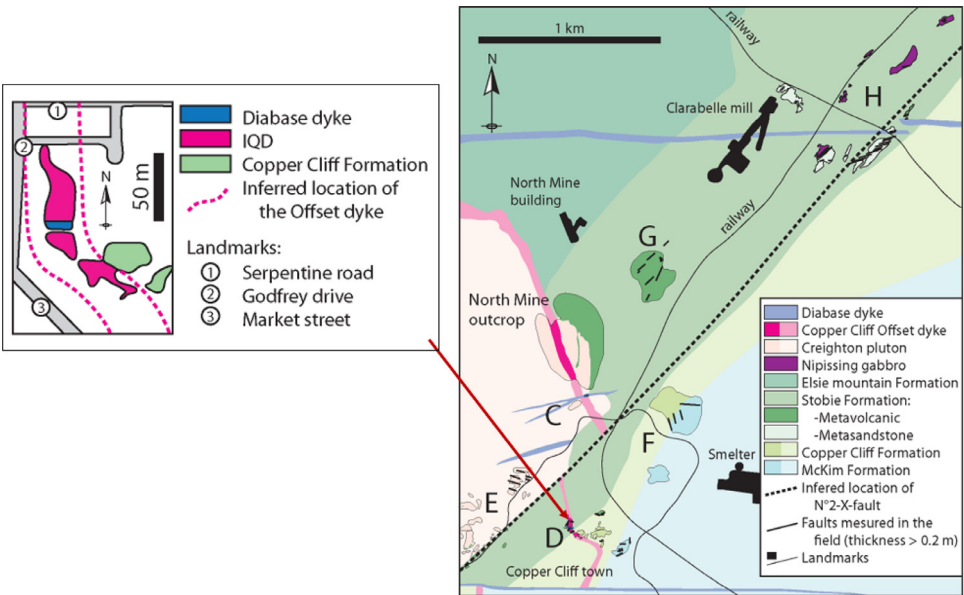 1
2
N
50 m
3
Diabase dyke
IQD
Copper Cliff Formation
Inferred location of
the Offset dyke
Landmarks:
1 Serpentine road
2 Godfrey drive
3 Market street
1 km
N
railway
railway
Clarabelle mill
H
North Mine
building
G
North Mine
outcrop
C
F
Smelter
E
D
Copper Cliff town
Diabase dyke
Copper Cliff Offset dyke
Creighton pluton
Nipissing gabbro
Elsie mountain Formation
Stobie Formation:
-Metavolcanic
-Metasandstone
Copper Cliff Formation
McKim Formation
Infered location of
N°2-X-fault
Faults mesured in the
field (thickness > 0.2 m)
Landmarks